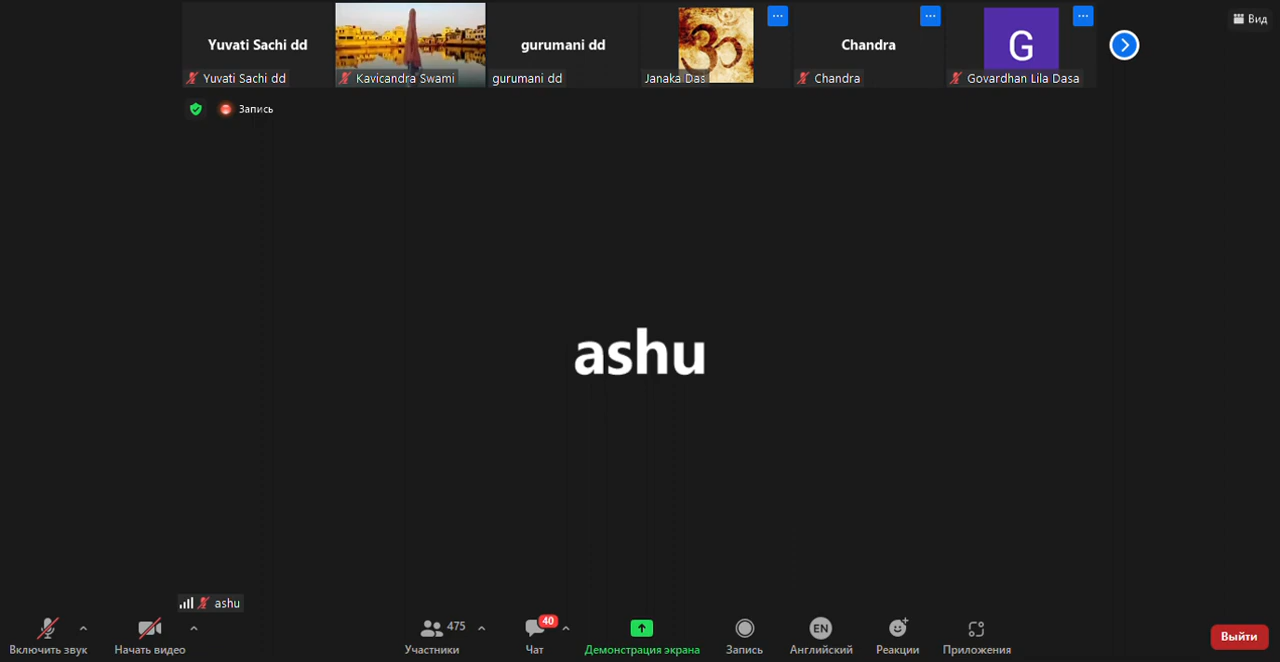 Yuvati Sachi dd
gurumani dd
G
Chandra
Вид
Yuvati Sachi dd
Kavicandra Swami
gurumani dd
Janaka Das
Chandra
Govardhan Lila Dasa
Запись
ashu
ashu
475
40
EN
Включить звук
Начать видео
Участники
Чат
Демонстрация экрана
Запись
Английский
Реакции
Приложения
Выйти